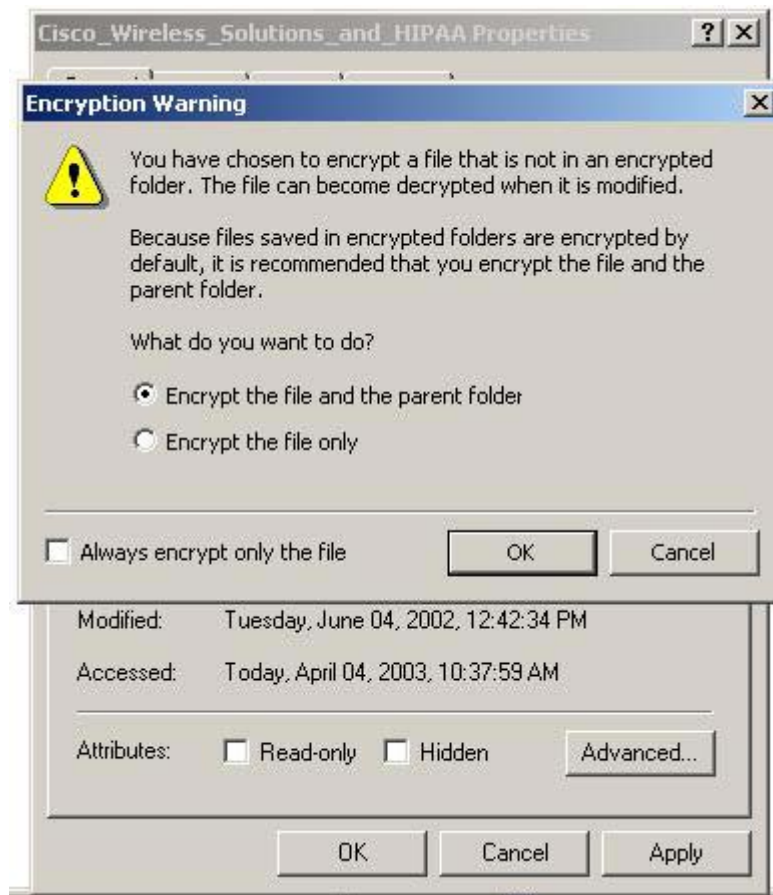 Cisco_Wireless_Solutions_and_HIPAA Properties
Encryption Warning
You have chosen to encrypt a file that is not in an encrypted
folder. The file can become decrypted when it is modified.
Because files saved in encrypted folders are encrypted by
default, it is recommended that you encrypt the file and the
parent folder.
What do you want to do?
Encrypt the file and the parent folder
Encrypt the file only
Always encrypt only the file
OK
Cancel
Modified: Tuesday, June 04, 2002, 12:42:34 PM
Accessed: Today, April 04, 2003, 10:37:59 AM
Attributes: Read-only Hidden Advanced...
OK Cancel Apply